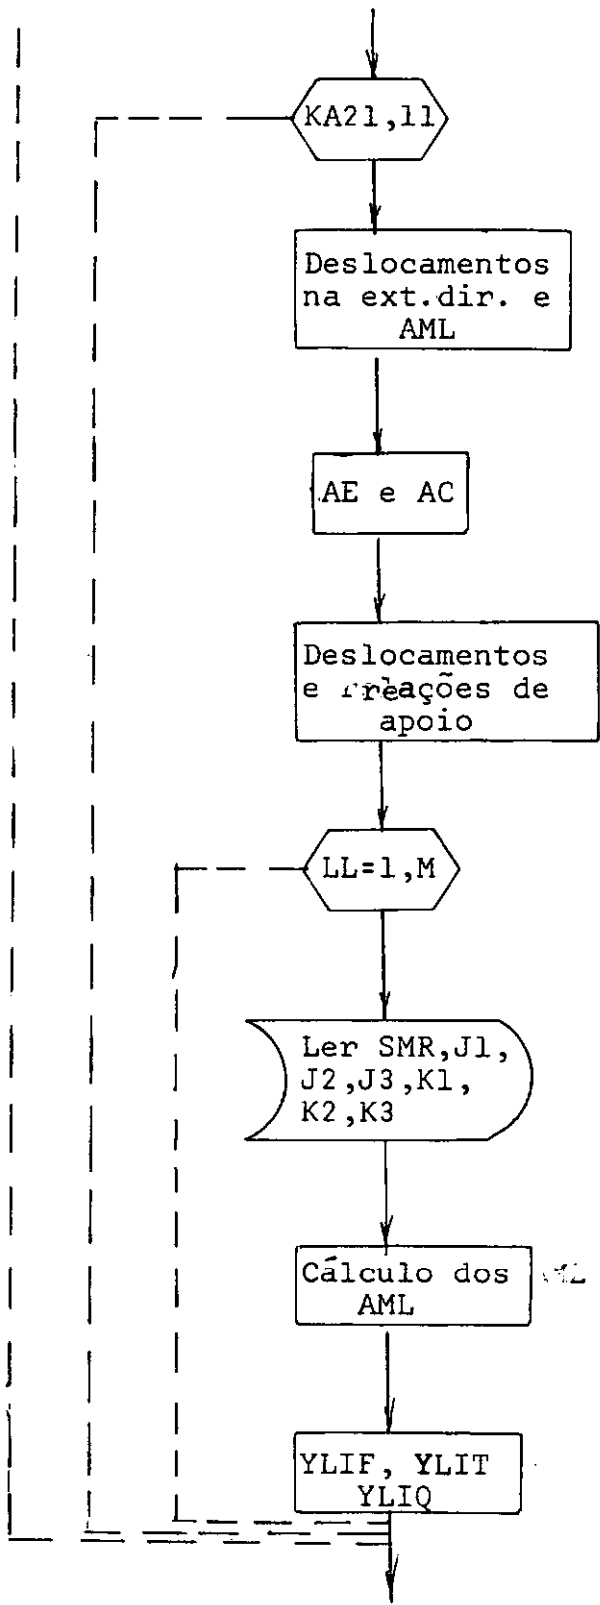 KA21,11
Deslocamentos
na ext.dir. e
AML
AE e AC
Deslocamentos
e relações de
apoio
LL=1,M
Ler SMR,J1,
J2,J3,K1,
K2,K3
Cálculo dos
AML
YLIF, YLIT
YLIQ